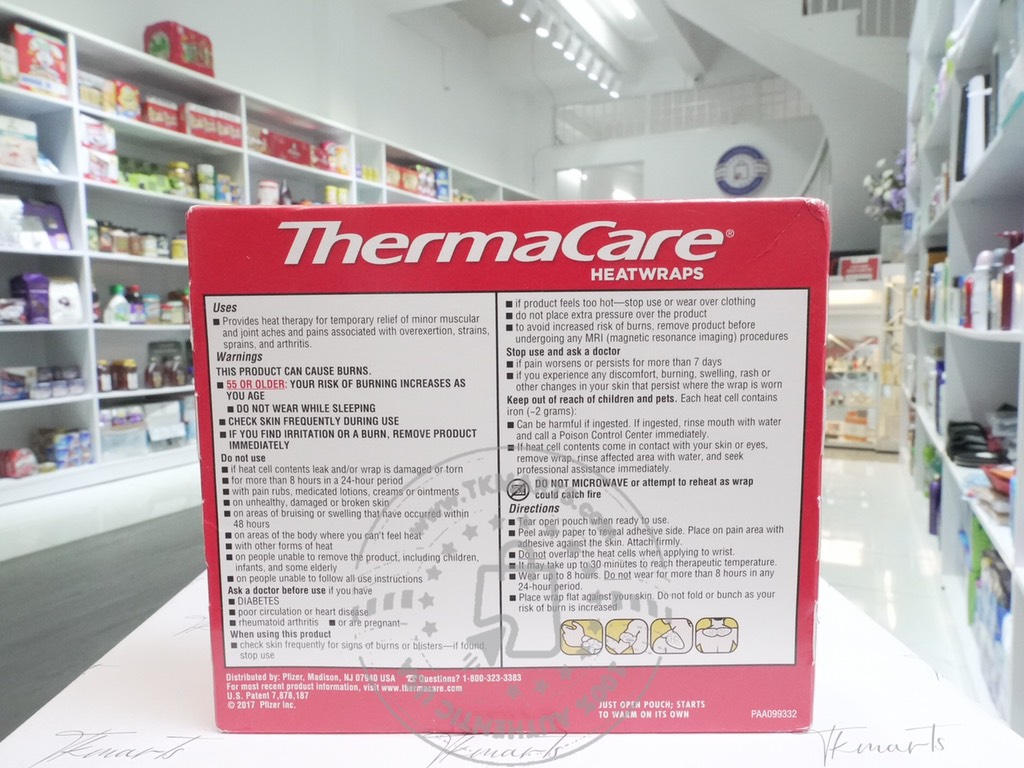 ThermaCare®
HEATWRAPS
Uses
■ Provides heat therapy for temporary relief of minor muscular
and joint aches and pains associated with overexertion, strains,
sprains, and arthritis.
Warnings
THIS PRODUCT CAN CAUSE BURNS.
■ 55 OR OLDER: YOUR RISK OF BURNING INCREASES AS
YOU AGE
■ DO NOT WEAR WHILE SLEEPING
■ CHECK SKIN FREQUENTLY DURING USE
■ IF YOU FIND IRRITATION OR A BURN, REMOVE PRODUCT
IMMEDIATELY
Do not use
■ if heat cell contents leak and/or wrap is damaged or torn
■ for more than 8 hours in a 24-hour period
■ with pain rubs, medicated lotions, creams or ointments
■ on unhealthy, damaged or broken skin
■ on areas of bruising or swelling that have occurred within
48 hours
■ on areas of the body where you can't feel heat
■ with other forms of heat
■ on people unable to remove the product, including children,
infants, and some elderly
■ on people unable to follow all use instructions
Ask a doctor before use if you have
■ DIABETES
■ poor circulation or heart disease
■ rheumatoid arthritis ■ or are pregnant
When using this product
■ check skin frequently for signs of burns or blisters—if found,
stop use
■ if product feels too hot—stop use or wear over clothing
■ do not place extra pressure over the product
■ to avoid increased risk of burns, remove product before
undergoing any MRI (magnetic resonance imaging) procedures
Stop use and ask a doctor
■ if pain worsens or persists for more than 7 days
■ if you experience any discomfort, burning, swelling, rash or
other changes in your skin that persist where the wrap is worn
Keep out of reach of children and pets. Each heat cell contains
iron (~2 grams):
■ Can be harmful if ingested. If ingested, rinse mouth with water
and call a Poison Control Center immediately.
■ If heat cell contents come in contact with your skin or eyes,
remove wrap, rinse affected area with water, and seek
professional assistance immediately.
DO NOT MICROWAVE or attempt to reheat as wrap
could catch fire
Directions
■ Tear open pouch when ready to use.
■ Peel away paper to reveal adhesive side. Place on pain area with
adhesive against the skin. Attach firmly.
■ Do not overlap the heat cells when applying to wrist.
■ It may take up to 30 minutes to reach therapeutic temperature.
■ Wear up to 8 hours. Do not wear for more than 8 hours in any
24-hour period.
■ Place wrap flat against your skin. Do not fold or bunch as your
risk of burn is increased
Distributed by: Pfizer, Madison, NJ 07940 USA Questions? 1-800-323-3383
For most recent product information, visit www.thermacare.com
U.S. Patent 7,878,187
© 2017 Pfizer Inc.
JUST OPEN POUCH; STARTS
TO WARM ON ITS OWN
PAA099332
Tkmarts
Tkmarts
Tkmarts